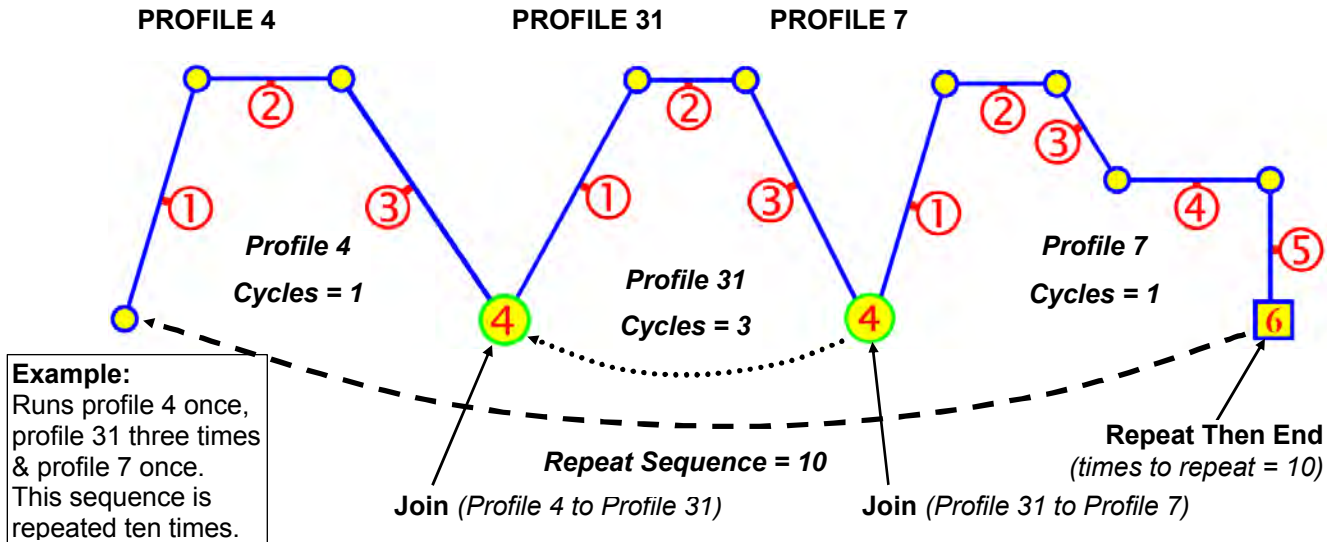 PROFILE 4 PROFILE 31 PROFILE 7
2 2 2
3
1 3 1 3 1 4
Profile 4
Cycles = 1
Profile 31
Cycles = 3
Profile 7
Cycles = 1
5
4 4 6
Example:
Runs profile 4 once,
profile 31 three times
& profile 7 once.
This sequence is
repeated ten times.
Repeat Sequence = 10
Repeat Then End
(times to repeat = 10)
Join (Profile 4 to Profile 31)
Join (Profile 31 to Profile 7)